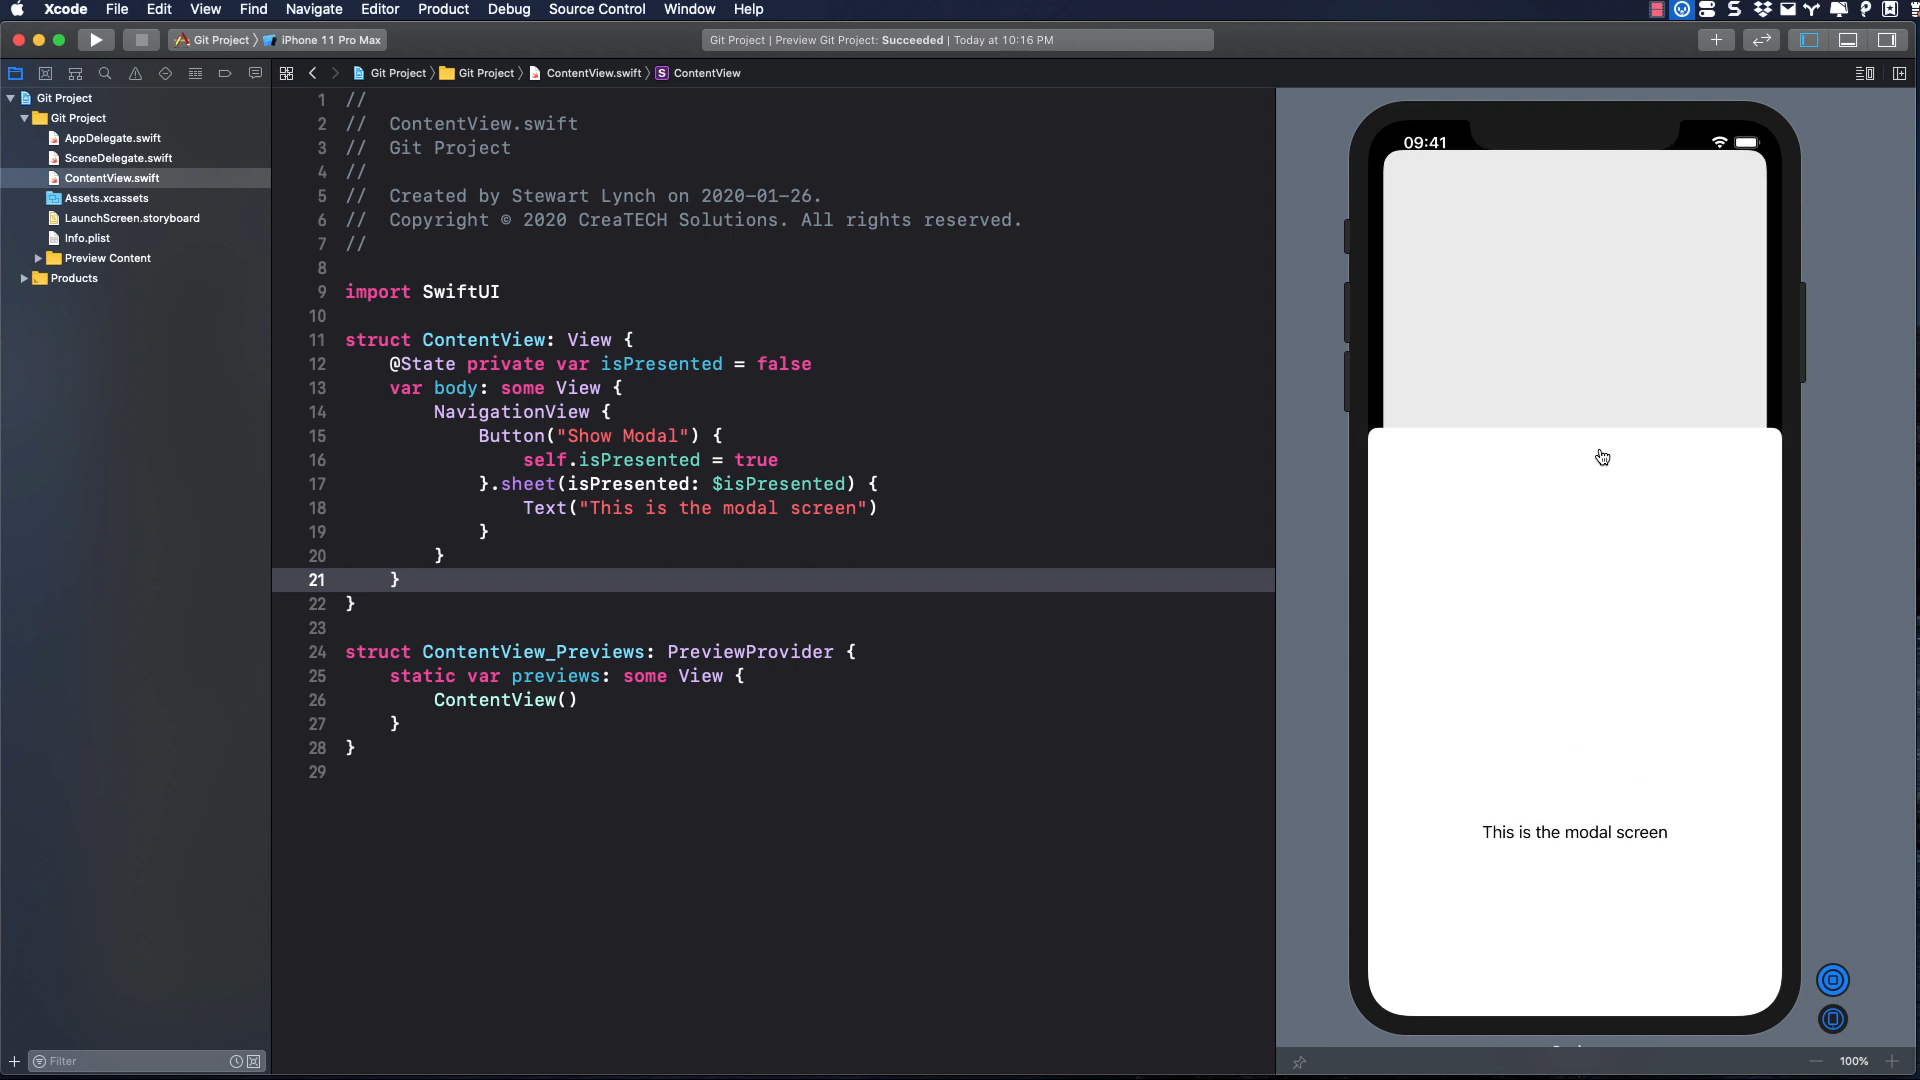 Xcode File Edit View Find Navigate Editor Product Debug Source Control Window Help
Git Project iPhone 11 Pro Max
Git Project | Preview Git Project: Succeeded | Today at 10:16 PM
Git Project Git Project ContentView.swift S ContentView
Git Project
Git Project
AppDelegate.swift
SceneDelegate.swift
ContentView.swift
Assets.xcassets
LaunchScreen.storyboard
Info.plist
Preview Content
Products
Filter
1 //
2 //  ContentView.swift
3 //  Git Project
4 //
5 //  Created by Stewart Lynch on 2020-01-26.
6 //  Copyright © 2020 CreaTECH Solutions. All rights reserved.
7 //
8
9 import SwiftUI
10
11 struct ContentView: View {
12     @State private var isPresented = false
13     var body: some View {
14         NavigationView {
15             Button("Show Modal") {
16                 self.isPresented = true
17             }.sheet(isPresented: $isPresented) {
18                 Text("This is the modal screen")
19             }
20         }
21     }
22 }
23
24 struct ContentView_Previews: PreviewProvider {
25     static var previews: some View {
26         ContentView()
27     }
28 }
29
09:41
This is the modal screen
100%